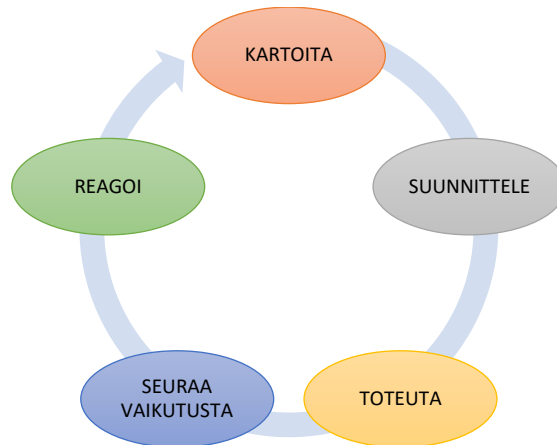 KARTOITA
SUUNNITTELE
TOTEUTA
SEURAA
VAIKUTUSTA
REAGOI